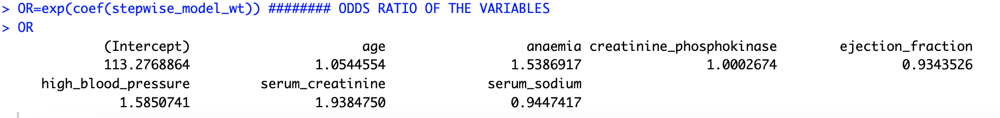 > OR=exp(coef(stepwise_model_wt)) ######## ODDS RATIO OF THE VARIABLES
> OR
(Intercept) age anaemia creatinine_phosphokinase ejection_fraction
113.2768864 1.0544554 1.5386917 1.0002674 0.9343526
high_blood_pressure serum_creatinine serum_sodium
1.5850741 1.9384750 0.9447417